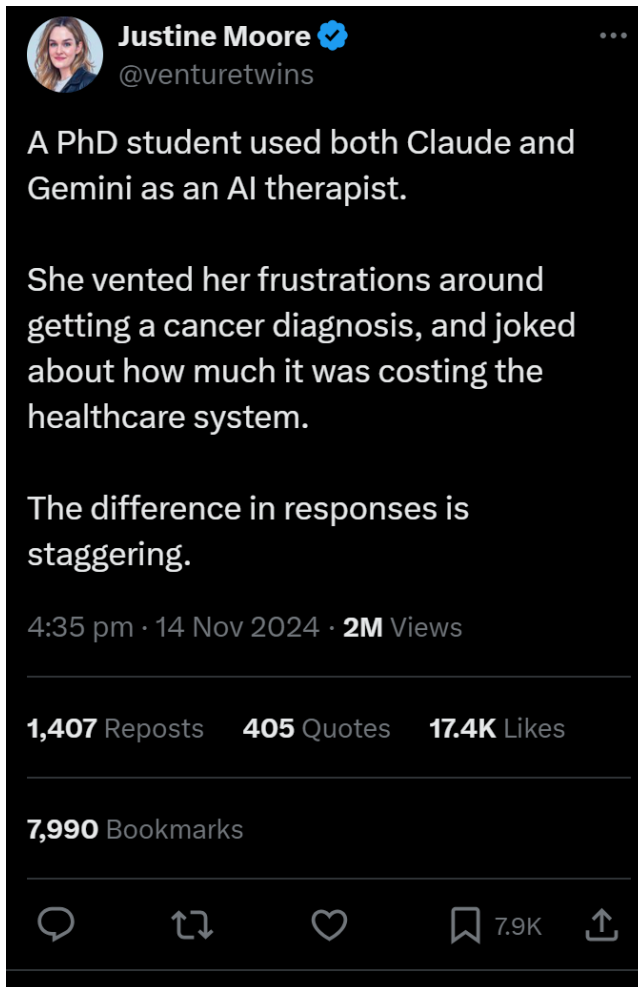 Justine Moore
@venturetwins
A PhD student used both Claude and
Gemini as an AI therapist.
She vented her frustrations around
getting a cancer diagnosis, and joked
about how much it was costing the
healthcare system.
The difference in responses is
staggering.
4:35 pm · 14 Nov 2024 · 2M Views
1,407 Reposts 405 Quotes 17.4K Likes
7,990 Bookmarks
7.9K